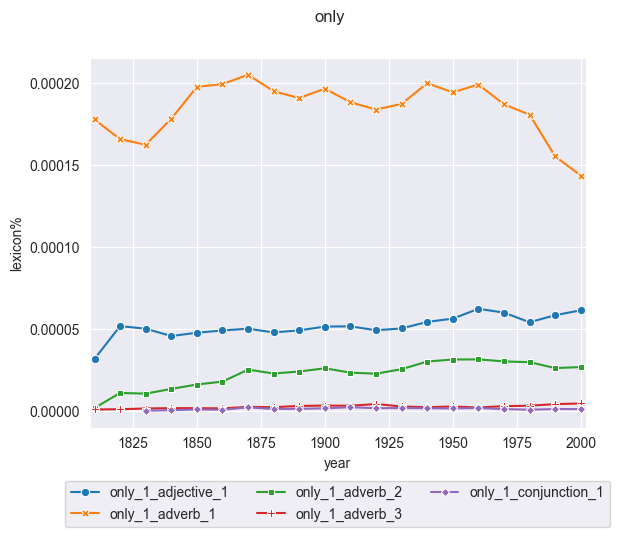 only
0.00020
0.00015
0.00010
0.00005
0.00000
lexicon%
1825 1850 1875 1900 1925 1950 1975 2000
year
only_1_adjective_1 only_1_adverb_2 only_1_conjunction_1
only_1_adverb_1 only_1_adverb_3